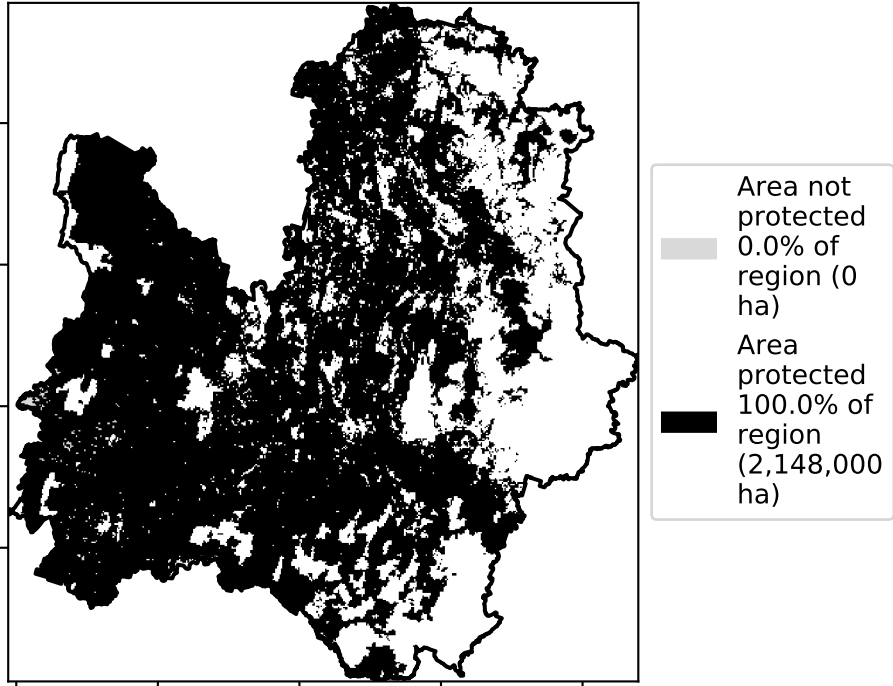 Area not
protected
0.0% of
region (0
ha)
Area
protected
100.0% of
region
(2,148,000
ha)